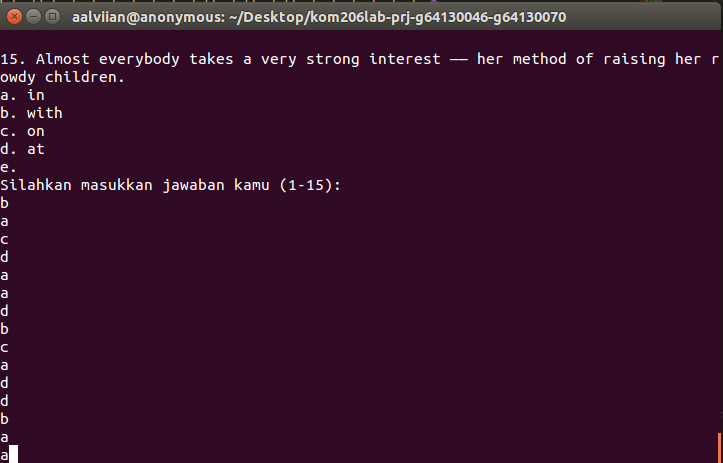 aalviian@anonymous: ~/Desktop/kom206lab-prj-g64130046-g64130070
15. Almost everybody takes a very strong interest —— her method of raising her r
owdy children.
a. in
b. with
c. on
d. at
e.
Silahkan masukkan jawaban kamu (1-15):
b
a
c
d
a
a
d
b
c
a
d
d
b
a
a